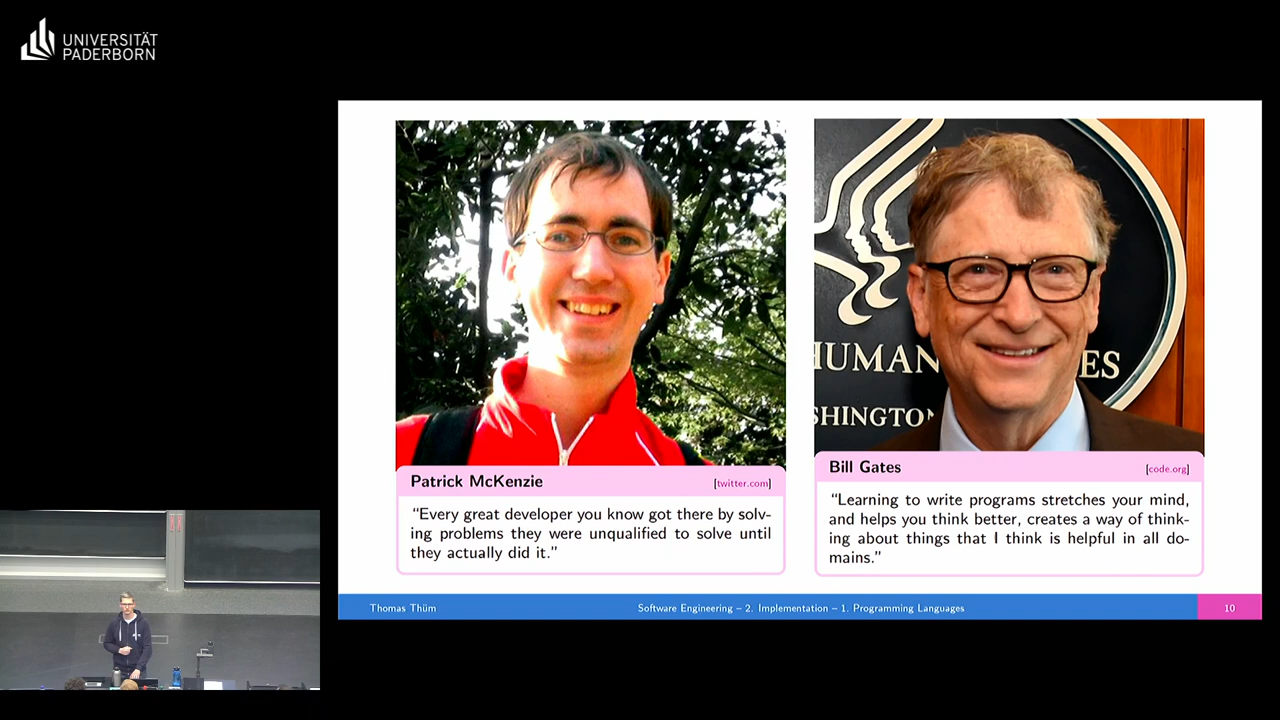 UNIVERSITÄT
PADERBORN
HUMAN
ES
SHINGTON
Patrick McKenzie [twitter.com]
“Every great developer you know got there by solv-
ing problems they were unqualified to solve until
they actually did it.”
Bill Gates [code.org]
“Learning to write programs stretches your mind,
and helps you think better, creates a way of think-
ing about things that I think is helpful in all do-
mains.”
Thomas Thüm Software Engineering – 2. Implementation – 1. Programming Languages 10